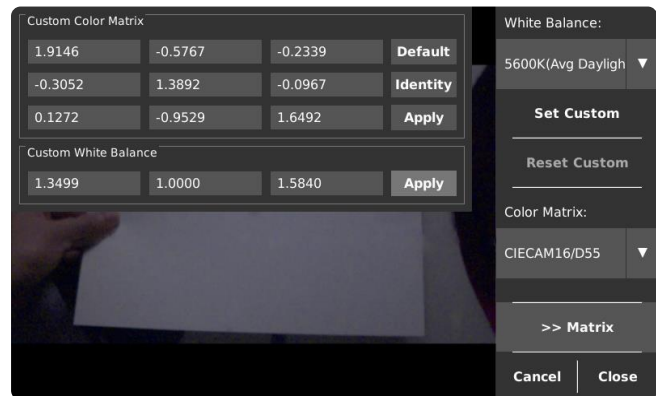 Custom Color Matrix
1.9146 -0.5767 -0.2339 Default
-0.3052 1.3892 -0.0967 Identity
0.1272 -0.9529 1.6492 Apply
Custom White Balance
1.3499 1.0000 1.5840 Apply
White Balance:
5600K(Avg Dayligh
Set Custom
Reset Custom
Color Matrix:
CIECAM16/D55
>> Matrix
Cancel Close